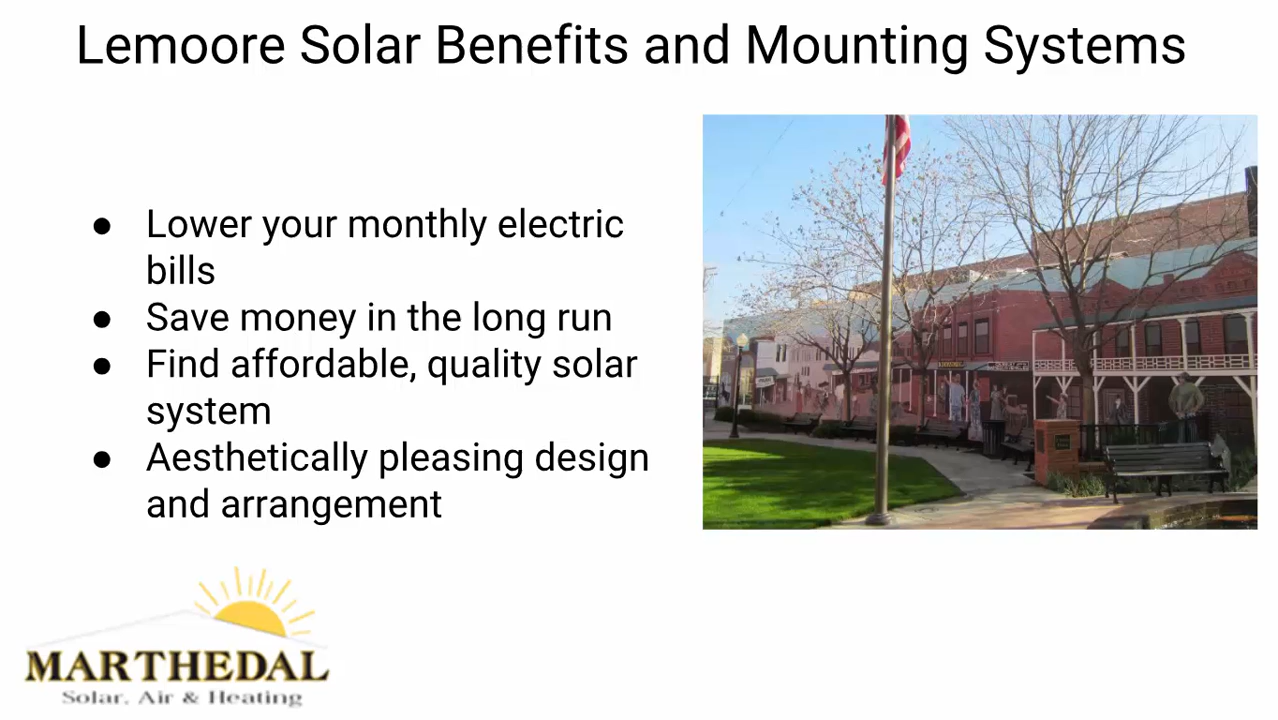 Lemoore Solar Benefits and Mounting Systems
● Lower your monthly electric
bills
● Save money in the long run
● Find affordable, quality solar
system
● Aesthetically pleasing design
and arrangement
MARTHEDAL
Solar, Air & Heating